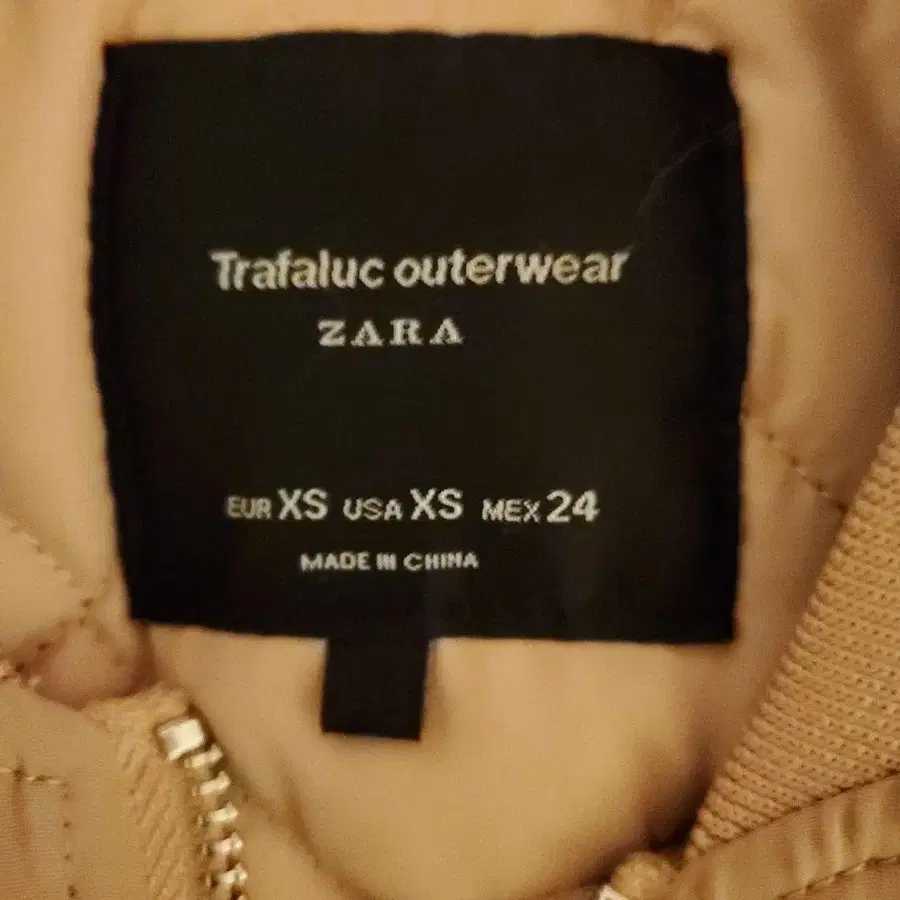 Trafaluc outerwear
ZARA
EUR XS USA XS MEX 24
MADE IN CHINA